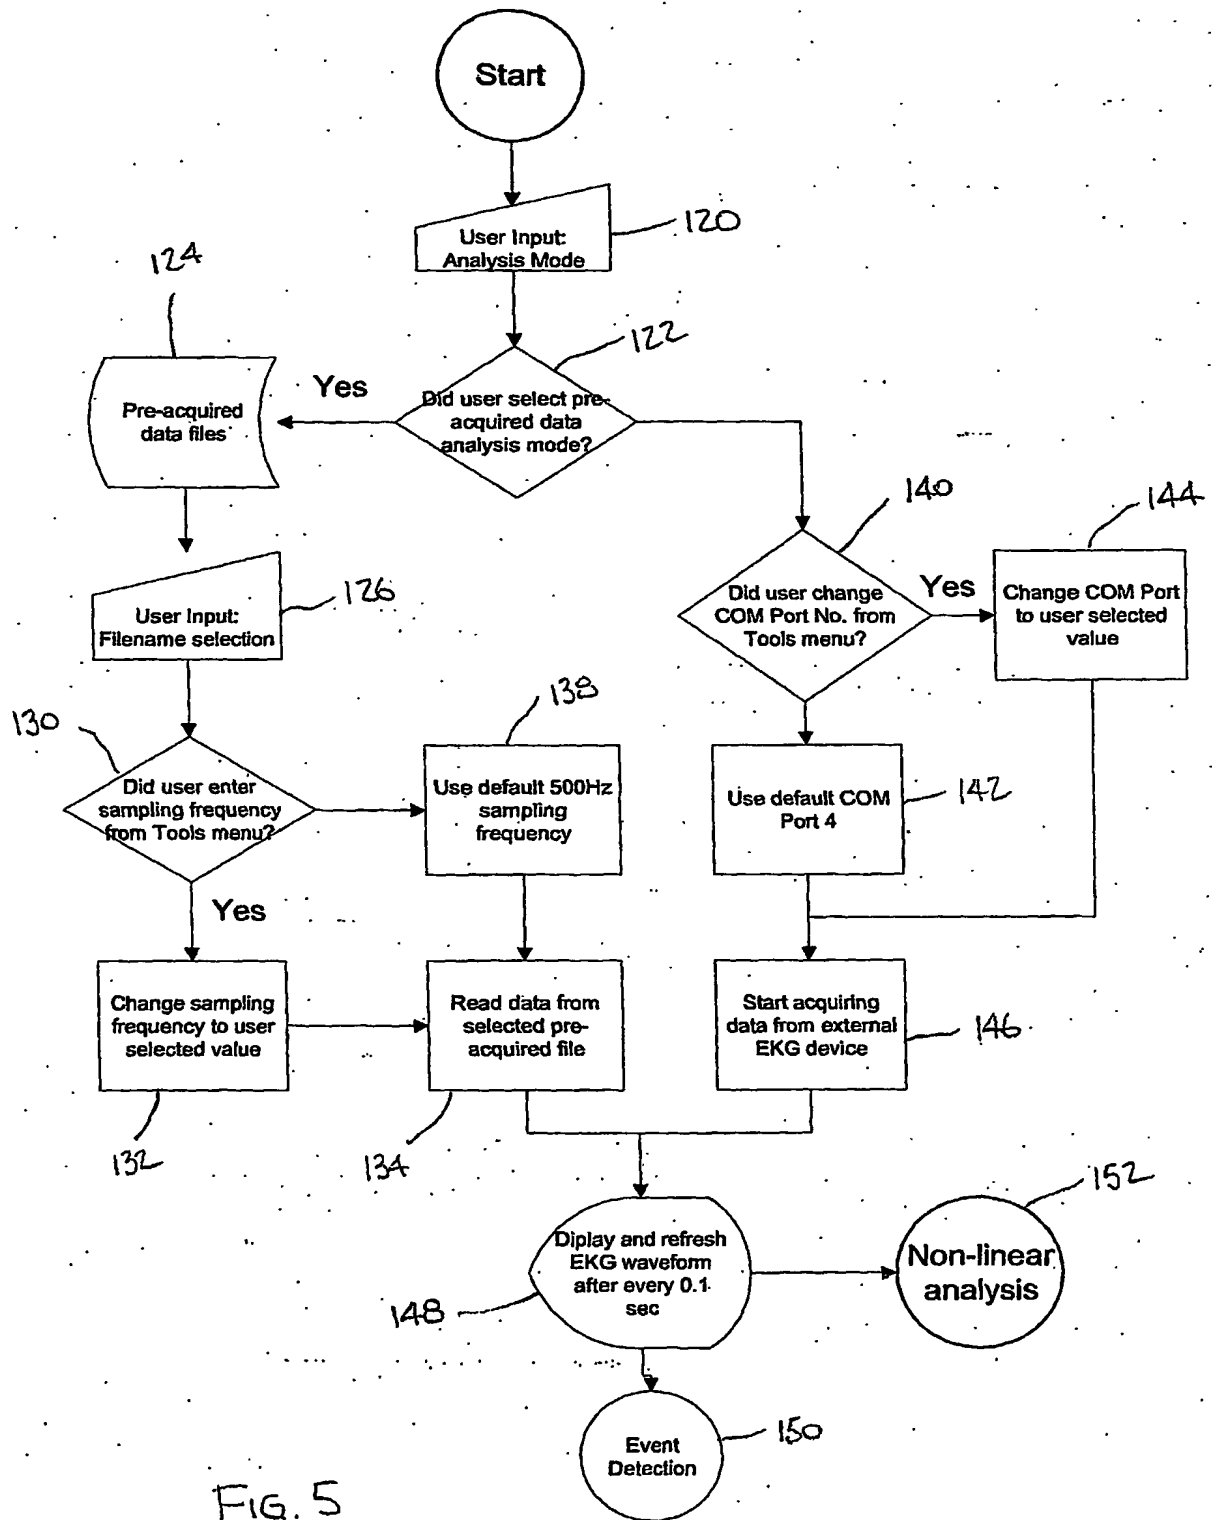 Start
User Input:
Analysis Mode
120
124
122
Yes
Did user select pre-
acquired data
analysis mode?
Pre-acquired
data files
140
144
Did user change
COM Port No. from
Tools menu?
Yes
Change COM Port
to user selected
value
User Input:
Filename selection
126
130
138
Did user enter
sampling frequency
from Tools menu?
Use default 500Hz
sampling
frequency
Use default COM
Port 4
142
Yes
Change sampling
frequency to user
selected value
Read data from
selected pre-
acquired file
Start acquiring
data from external
EKG device
146
132
134
152
Diplay and refresh
EKG waveform
after every 0.1
sec
148
Non-linear
analysis
Event
Detection
150
FIG. 5